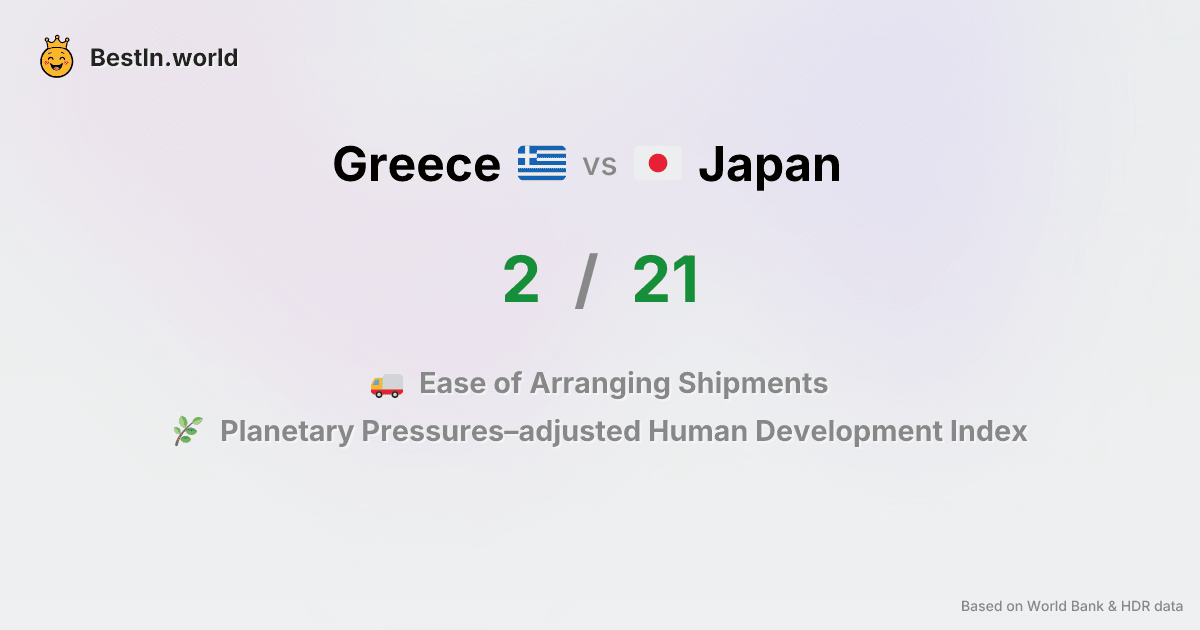 BestIn.world
Greece vs Japan
2 / 21
Ease of Arranging Shipments
Planetary Pressures–adjusted Human Development Index
Based on World Bank & HDR data